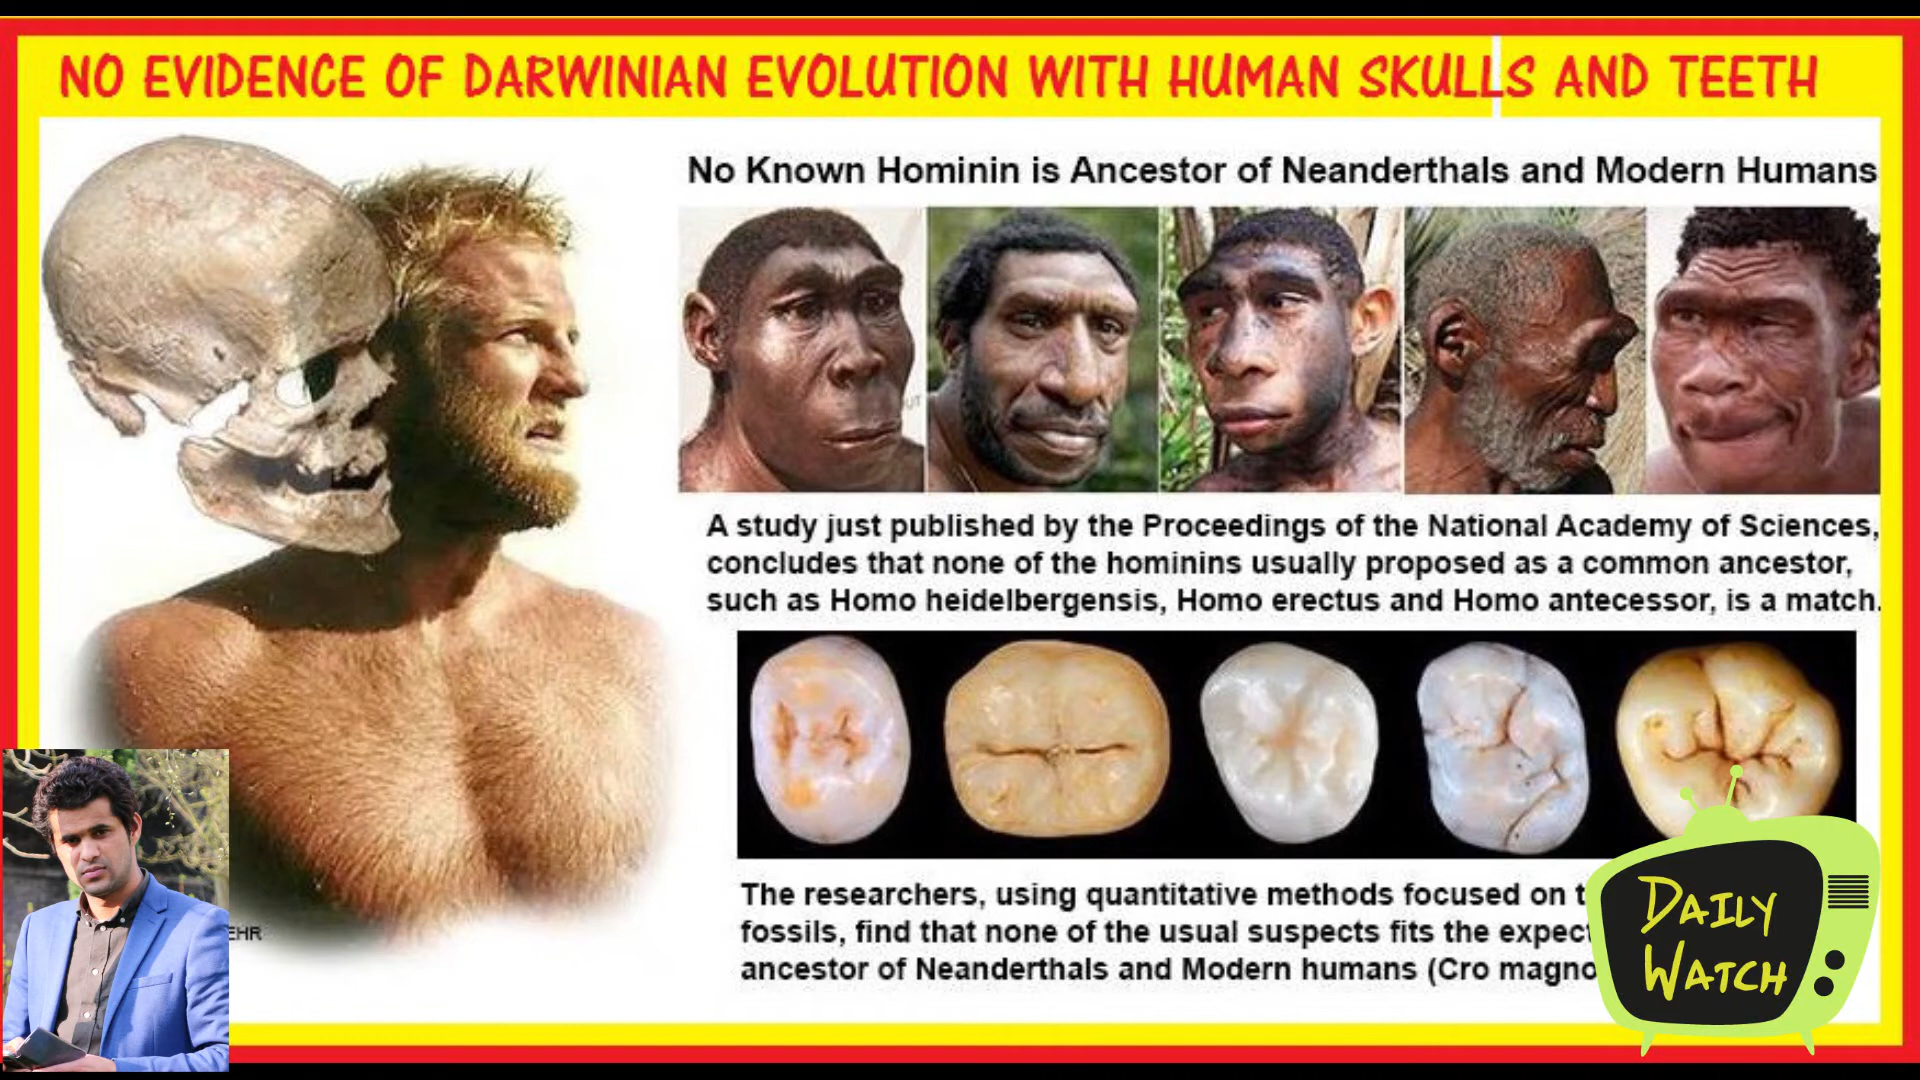 NO EVIDENCE OF DARWINIAN EVOLUTION WITH HUMAN SKULLS AND TEETH
No Known Hominin is Ancestor of Neanderthals and Modern Humans
A study just published by the Proceedings of the National Academy of Sciences,
concludes that none of the hominins usually proposed as a common ancestor,
such as Homo heidelbergensis, Homo erectus and Homo antecessor, is a match.
The researchers, using quantitative methods focused on
fossils, find that none of the usual suspects fits the
ancestor of Neanderthals and Modern humans (Cro
DAILY
WATCH